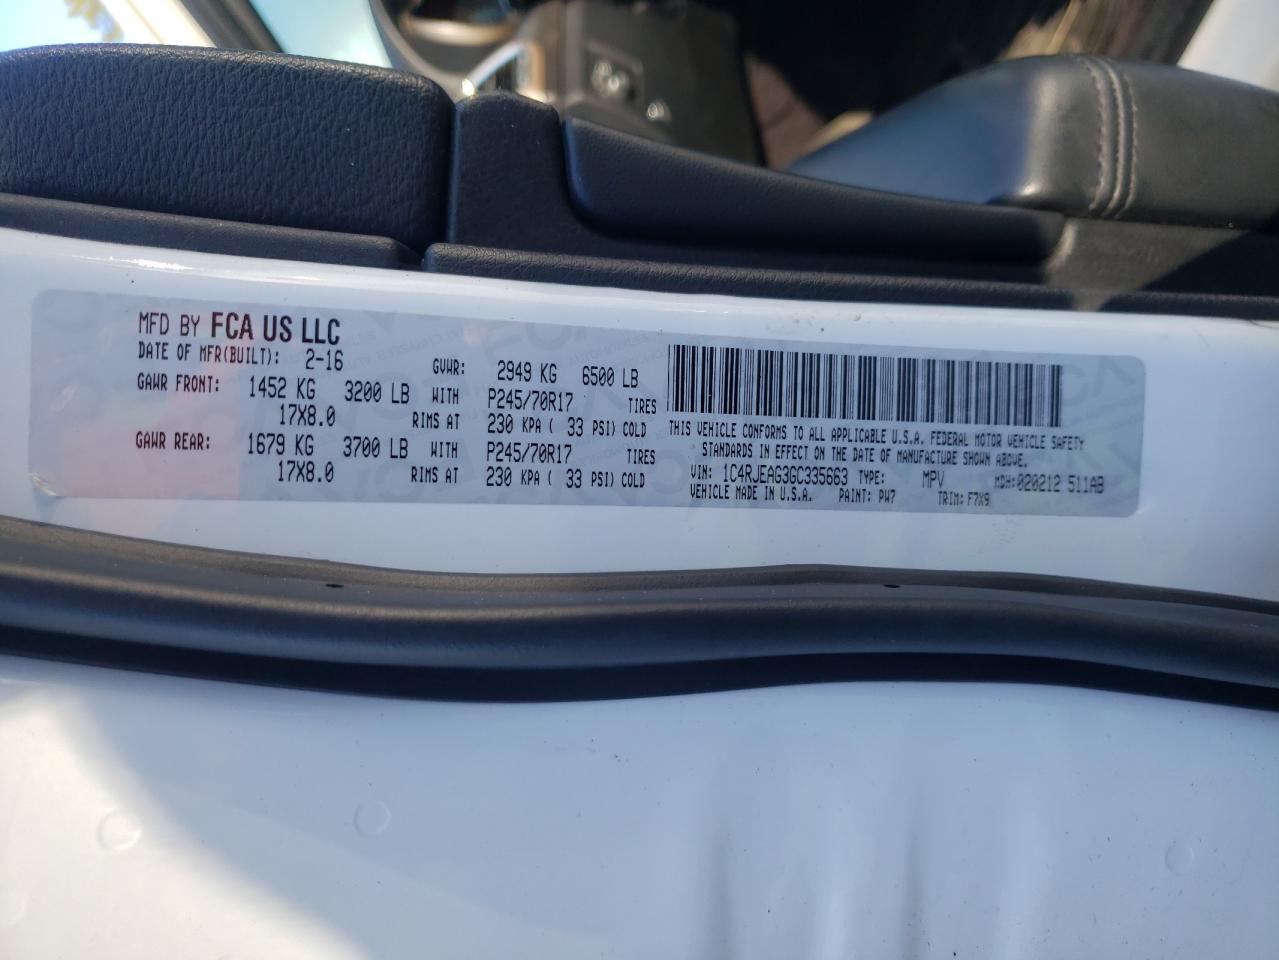 MFD BY FCA US LLC
DATE OF MFR(BUILT): 2-16 GVWR: 2949 KG 6500 LB
GAWR FRONT: 1452 KG 3200 LB WITH P245/70R17 TIRES
17X8.0 RIMS AT 230 KPA ( 33 PSI) COLD
GAWR REAR: 1679 KG 3700 LB WITH P245/70R17 TIRES
17X8.0 RIMS AT 230 KPA ( 33 PSI) COLD
THIS VEHICLE CONFORMS TO ALL APPLICABLE U.S.A. FEDERAL MOTOR VEHICLE SAFETY
STANDARDS IN EFFECT ON THE DATE OF MANUFACTURE SHOWN ABOVE.
VIN: 1C4RJEAG3GC335663 TYPE: MPV MDH:020212 511AB
VEHICLE MADE IN U.S.A. PAINT: PW7 TRIM: F7X9